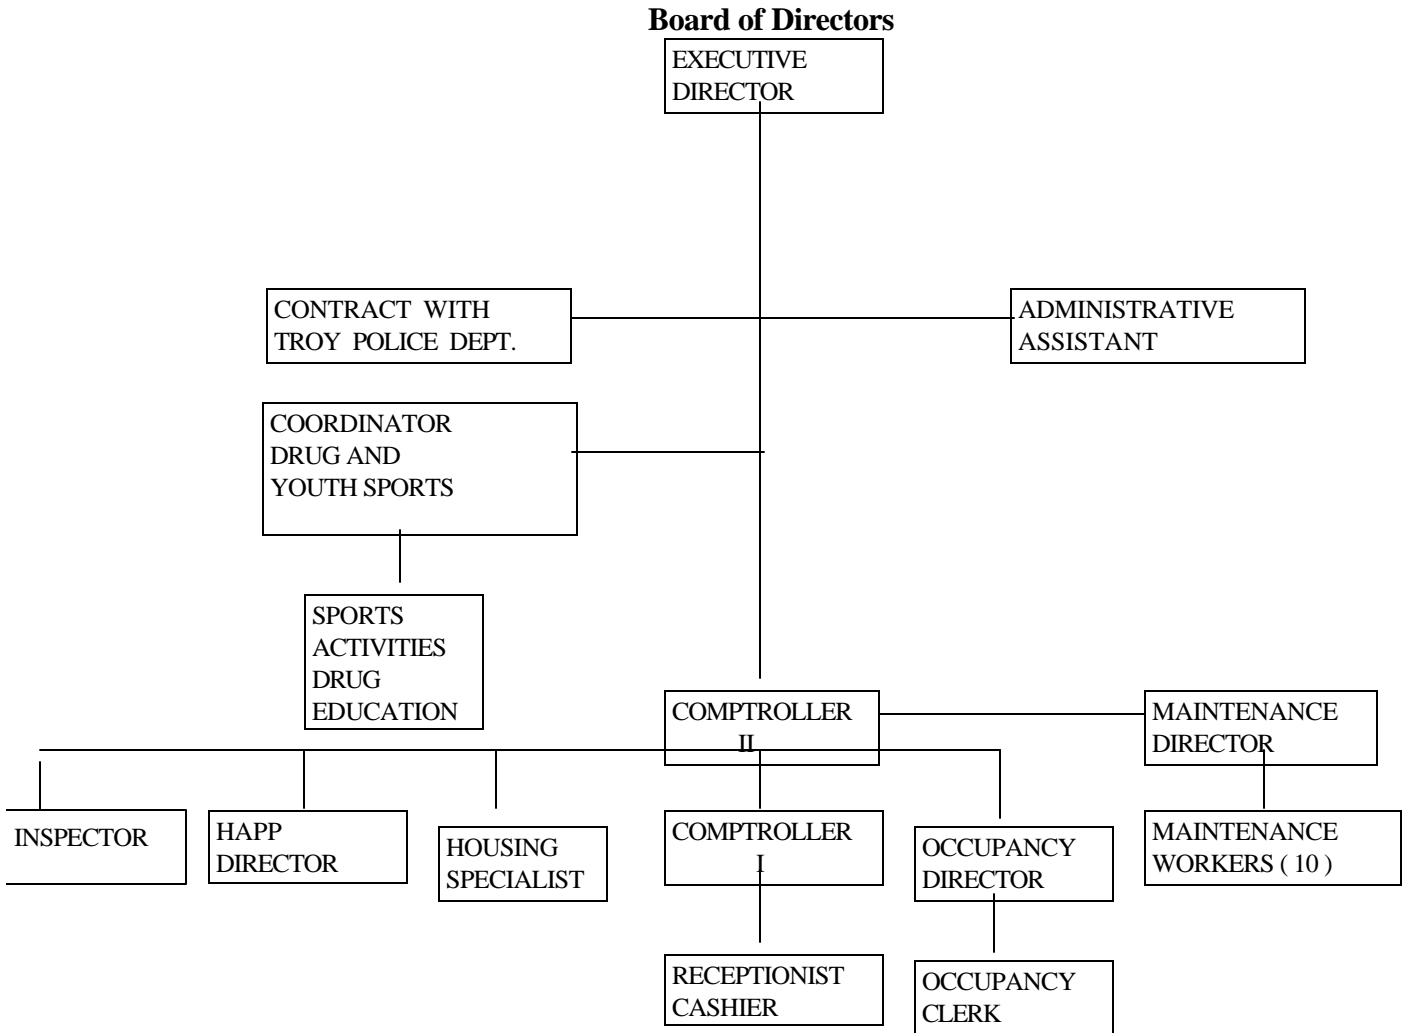 Board of Directors
EXECUTIVE
DIRECTOR
CONTRACT WITH
TROY POLICE DEPT.
ADMINISTRATIVE
ASSISTANT
COORDINATOR
DRUG AND
YOUTH SPORTS
SPORTS
ACTIVITIES
DRUG
EDUCATION
COMPTROLLER
II
MAINTENANCE
DIRECTOR
INSPECTOR
HAPP
DIRECTOR
HOUSING
SPECIALIST
COMPTROLLER
I
OCCUPANCY
DIRECTOR
MAINTENANCE
WORKERS ( 10 )
RECEPTIONIST
CASHIER
OCCUPANCY
CLERK